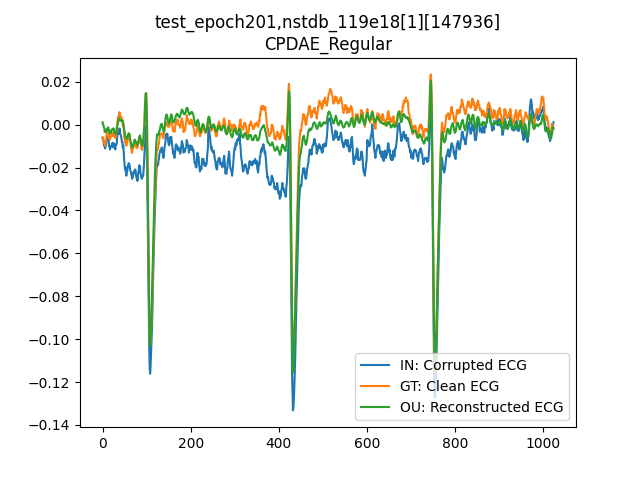 test_epoch201,nstdb_119e18[1][147936]
CPDAE_Regular
0.02
0.00
−0.02
−0.04
−0.06
−0.08
−0.10
−0.12
−0.14
IN: Corrupted ECG
GT: Clean ECG
OU: Reconstructed ECG
0 200 400 600 800 1000